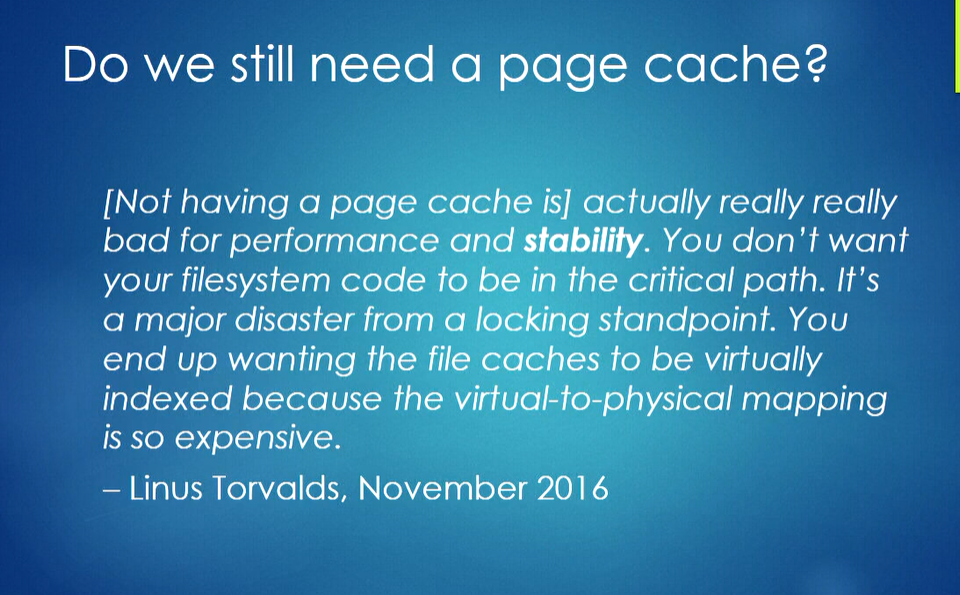 Do we still need a page cache?
[Not having a page cache is] actually really really
bad for performance and stability. You don’t want
your filesystem code to be in the critical path. It’s
a major disaster from a locking standpoint. You
end up wanting the file caches to be virtually
indexed because the virtual-to-physical mapping
is so expensive.
– Linus Torvalds, November 2016